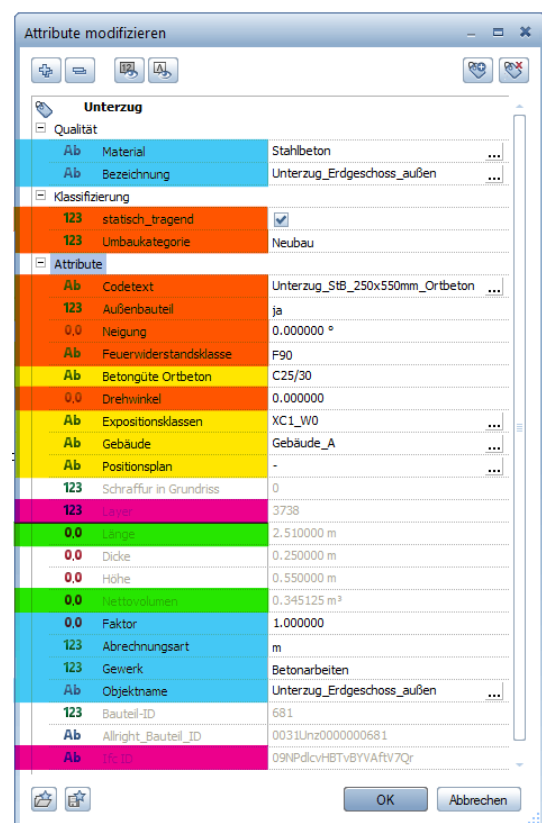 Attribute modifizieren
Unterzug
Qualität
Ab Material Stahlbeton ...
Ab Bezeichnung Unterzug_Erdgeschoss_außen ...
Klassifizierung
123 statisch_tragend
123 Umbaukategorie Neubau
Attribute
Ab Codetext Unterzug_StB_250x550mm_Ortbeton ...
123 Außenbauteil ja
0,0 Neigung 0.000000 °
Ab Feuerwiderstandsklasse F90
Ab Betongüte Ortbeton C25/30
0,0 Drehwinkel 0.000000
Ab Expositionsklassen XC1_W0 ...
Ab Gebäude Gebäude_A ...
Ab Positionsplan - ...
123 Schraffur in Grundriss 0
123 Layer 3738
0,0 Länge 2.510000 m
0,0 Dicke 0.250000 m
0,0 Höhe 0.550000 m
0,0 Nettovolumen 0.345125 m³
0,0 Faktor 1.000000
123 Abrechnungsart m
123 Gewerk Betonarbeiten
Ab Objektname Unterzug_Erdgeschoss_außen ...
123 Bauteil-ID 681
Ab Allright_Bauteil_ID 0031Unz0000000681
Ab Ifc ID 09NPdlcvHBTvBYVAftV7Qr
OK Abbrechen